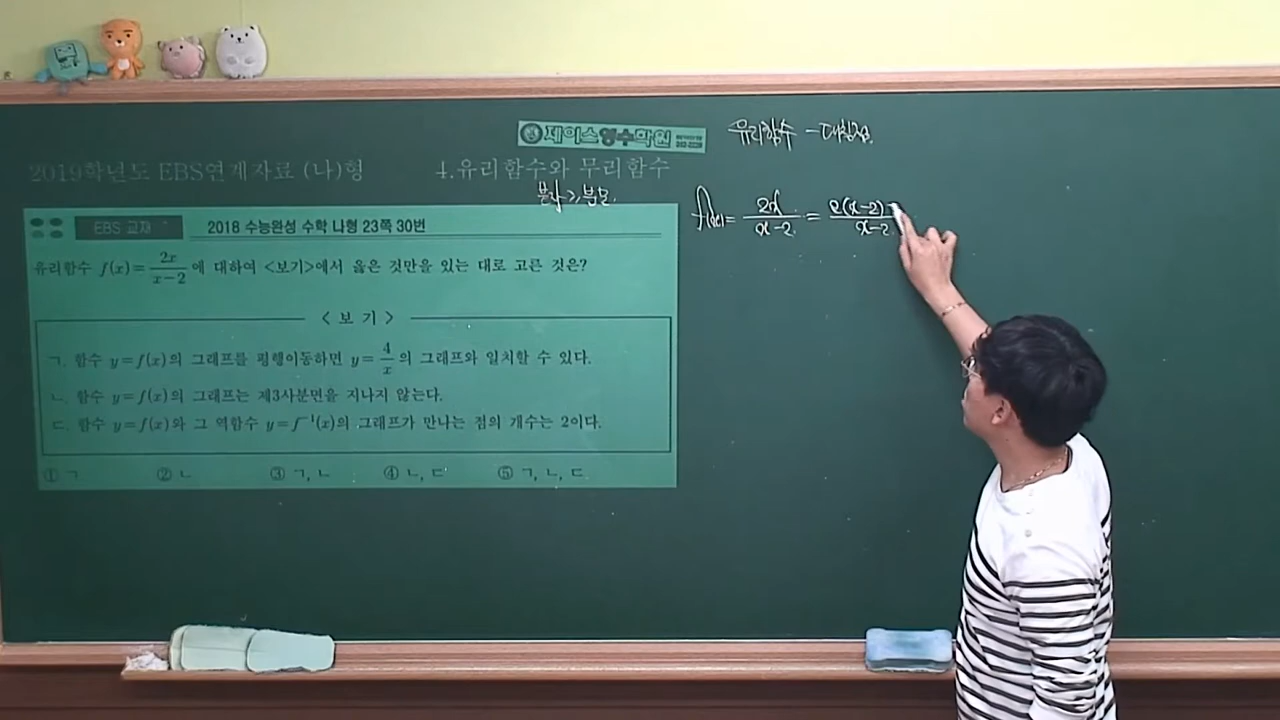 제이스영수학원
유리함수 - 대칭점
2019학년도 EBS연계자료 (나)형
4.유리함수와 무리함수
분자≥분모.
f(x)= 2x/(x-2) = 2(x-2)+/(x-2)
EBS 교재
2018 수능완성 수학 나형 23쪽 30번
유리함수 f(x)=2x/(x-2)에 대하여 <보기>에서 옳은 것만을 있는 대로 고른 것은?
<보 기>
ㄱ. 함수 y=f(x)의 그래프를 평행이동하면 y=4/x의 그래프와 일치할 수 있다.
ㄴ. 함수 y=f(x)의 그래프는 제3사분면을 지나지 않는다.
ㄷ. 함수 y=f(x)와 그 역함수 y=f⁻¹(x)의 그래프가 만나는 점의 개수는 2이다.
① ㄱ ② ㄴ ③ ㄱ, ㄴ ④ ㄴ, ㄷ ⑤ ㄱ, ㄴ, ㄷ